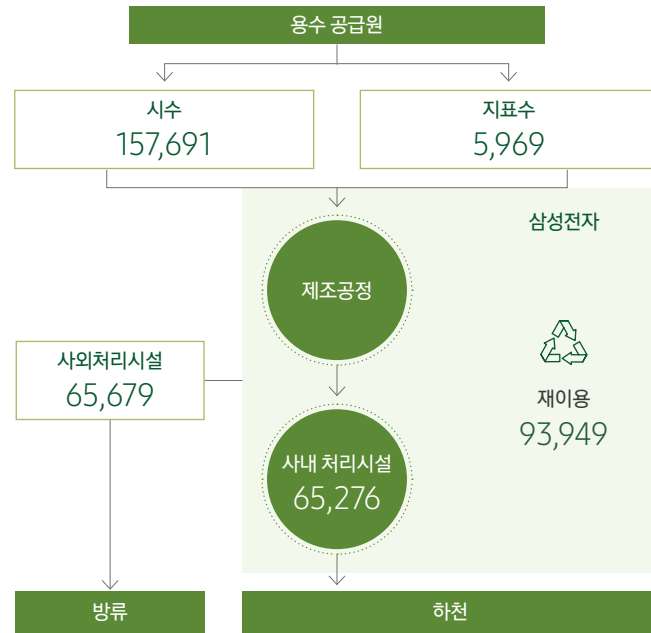 용수 공급원
시수
157,691
지표수
5,969
삼성전자
제조공정
사외처리시설
65,679
재이용
93,949
사내 처리시설
65,276
방류
하천